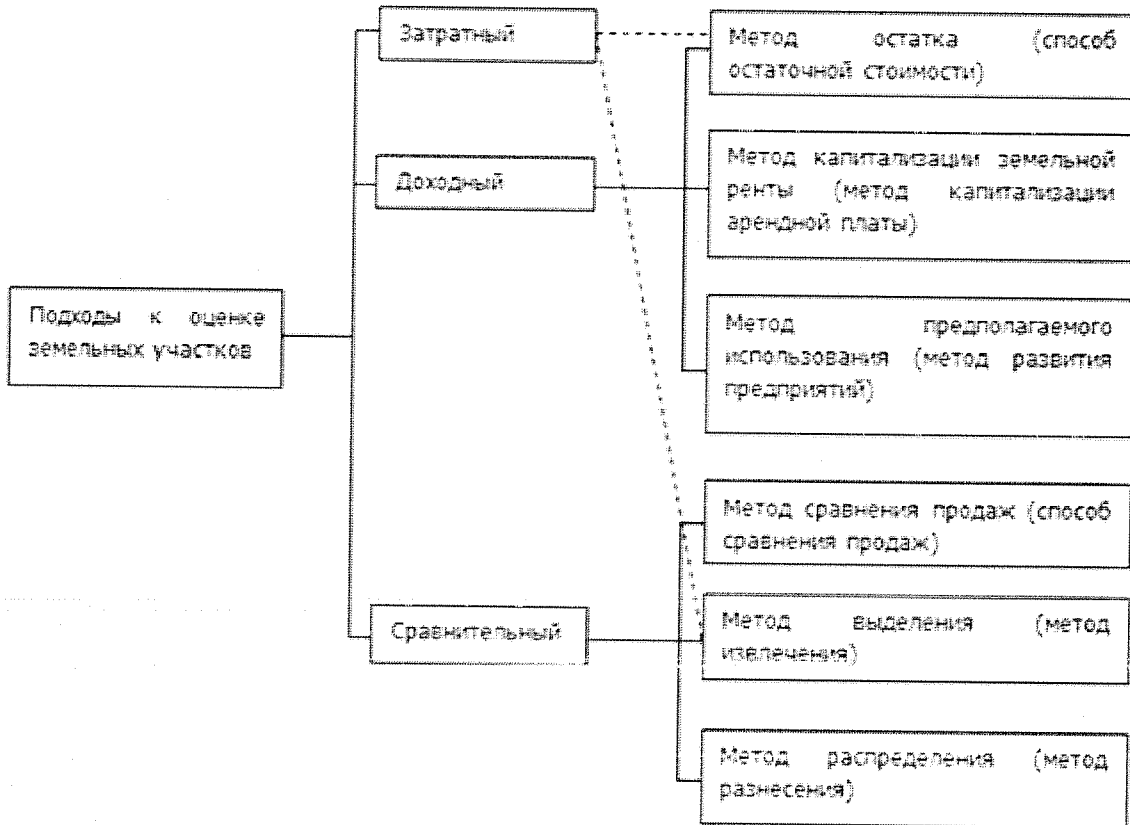 Подходы к оценке
земельных участков
Затратный
Доходный
Сравнительный
Метод остатка (способ
остаточной стоимости)
Метод капитализации земельной
ренты (метод капитализации
арендной платы)
Метод предполагаемого
использования (метод развития
предприятий)
Метод сравнения продаж (способ
сравнения продаж)
Метод выделения (метод
извлечения)
Метод распределения (метод
разнесения)